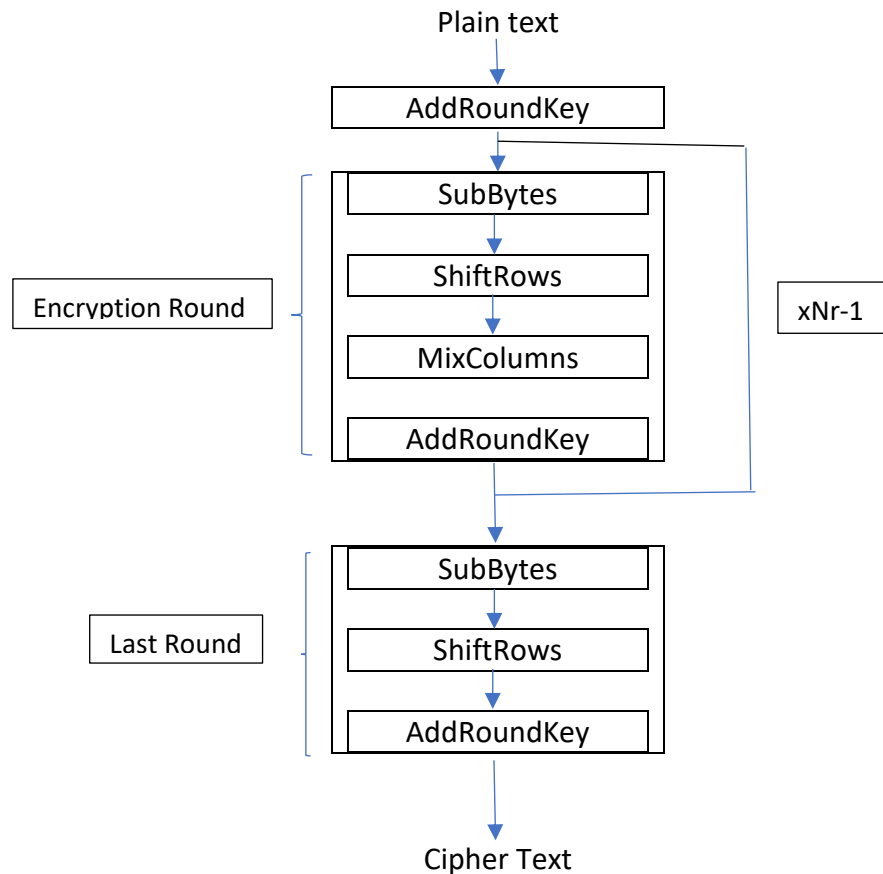 Plain text
AddRoundKey
SubBytes
ShiftRows
Encryption Round
xNr-1
MixColumns
AddRoundKey
SubBytes
Last Round
ShiftRows
AddRoundKey
Cipher Text